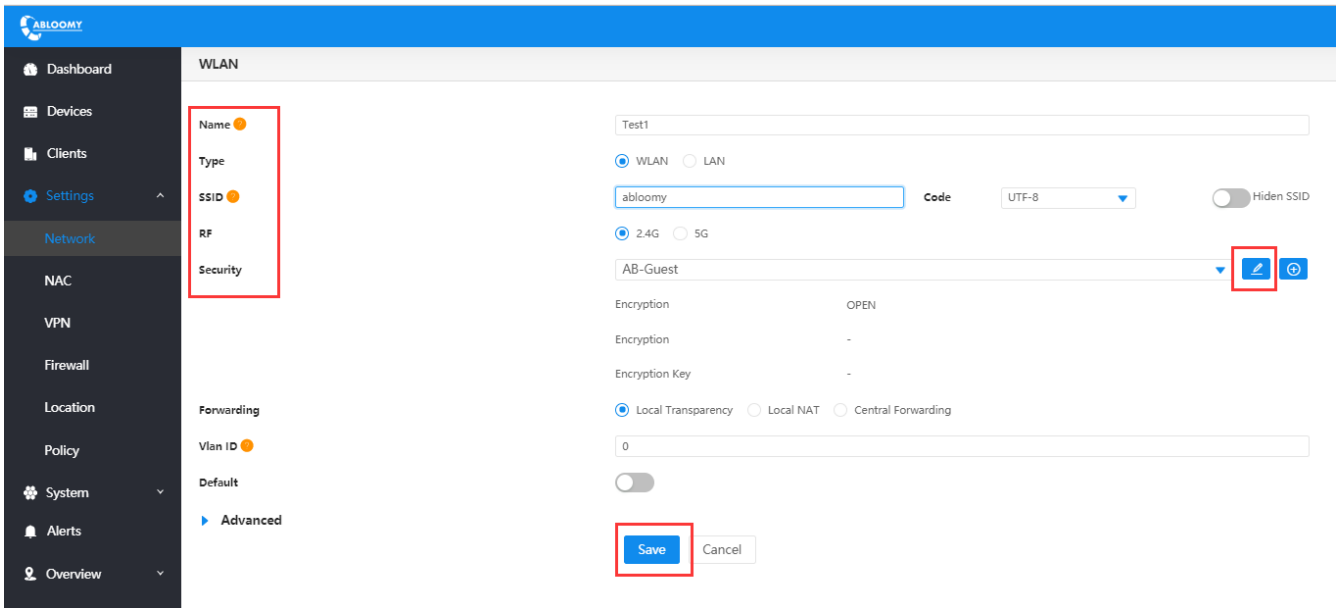 ABLOOMY
Dashboard
Devices
Clients
Settings
Network
NAC
VPN
Firewall
Location
Policy
System
Alerts
Overview
WLAN
Name ? Test1
Type WLAN LAN
SSID ? abloomy Code UTF-8 Hiden SSID
RF 2.4G 5G
Security AB-Guest
Encryption OPEN
Encryption -
Encryption Key -
Forwarding Local Transparency Local NAT Central Forwarding
Vlan ID ? 0
Default
Advanced
Save Cancel